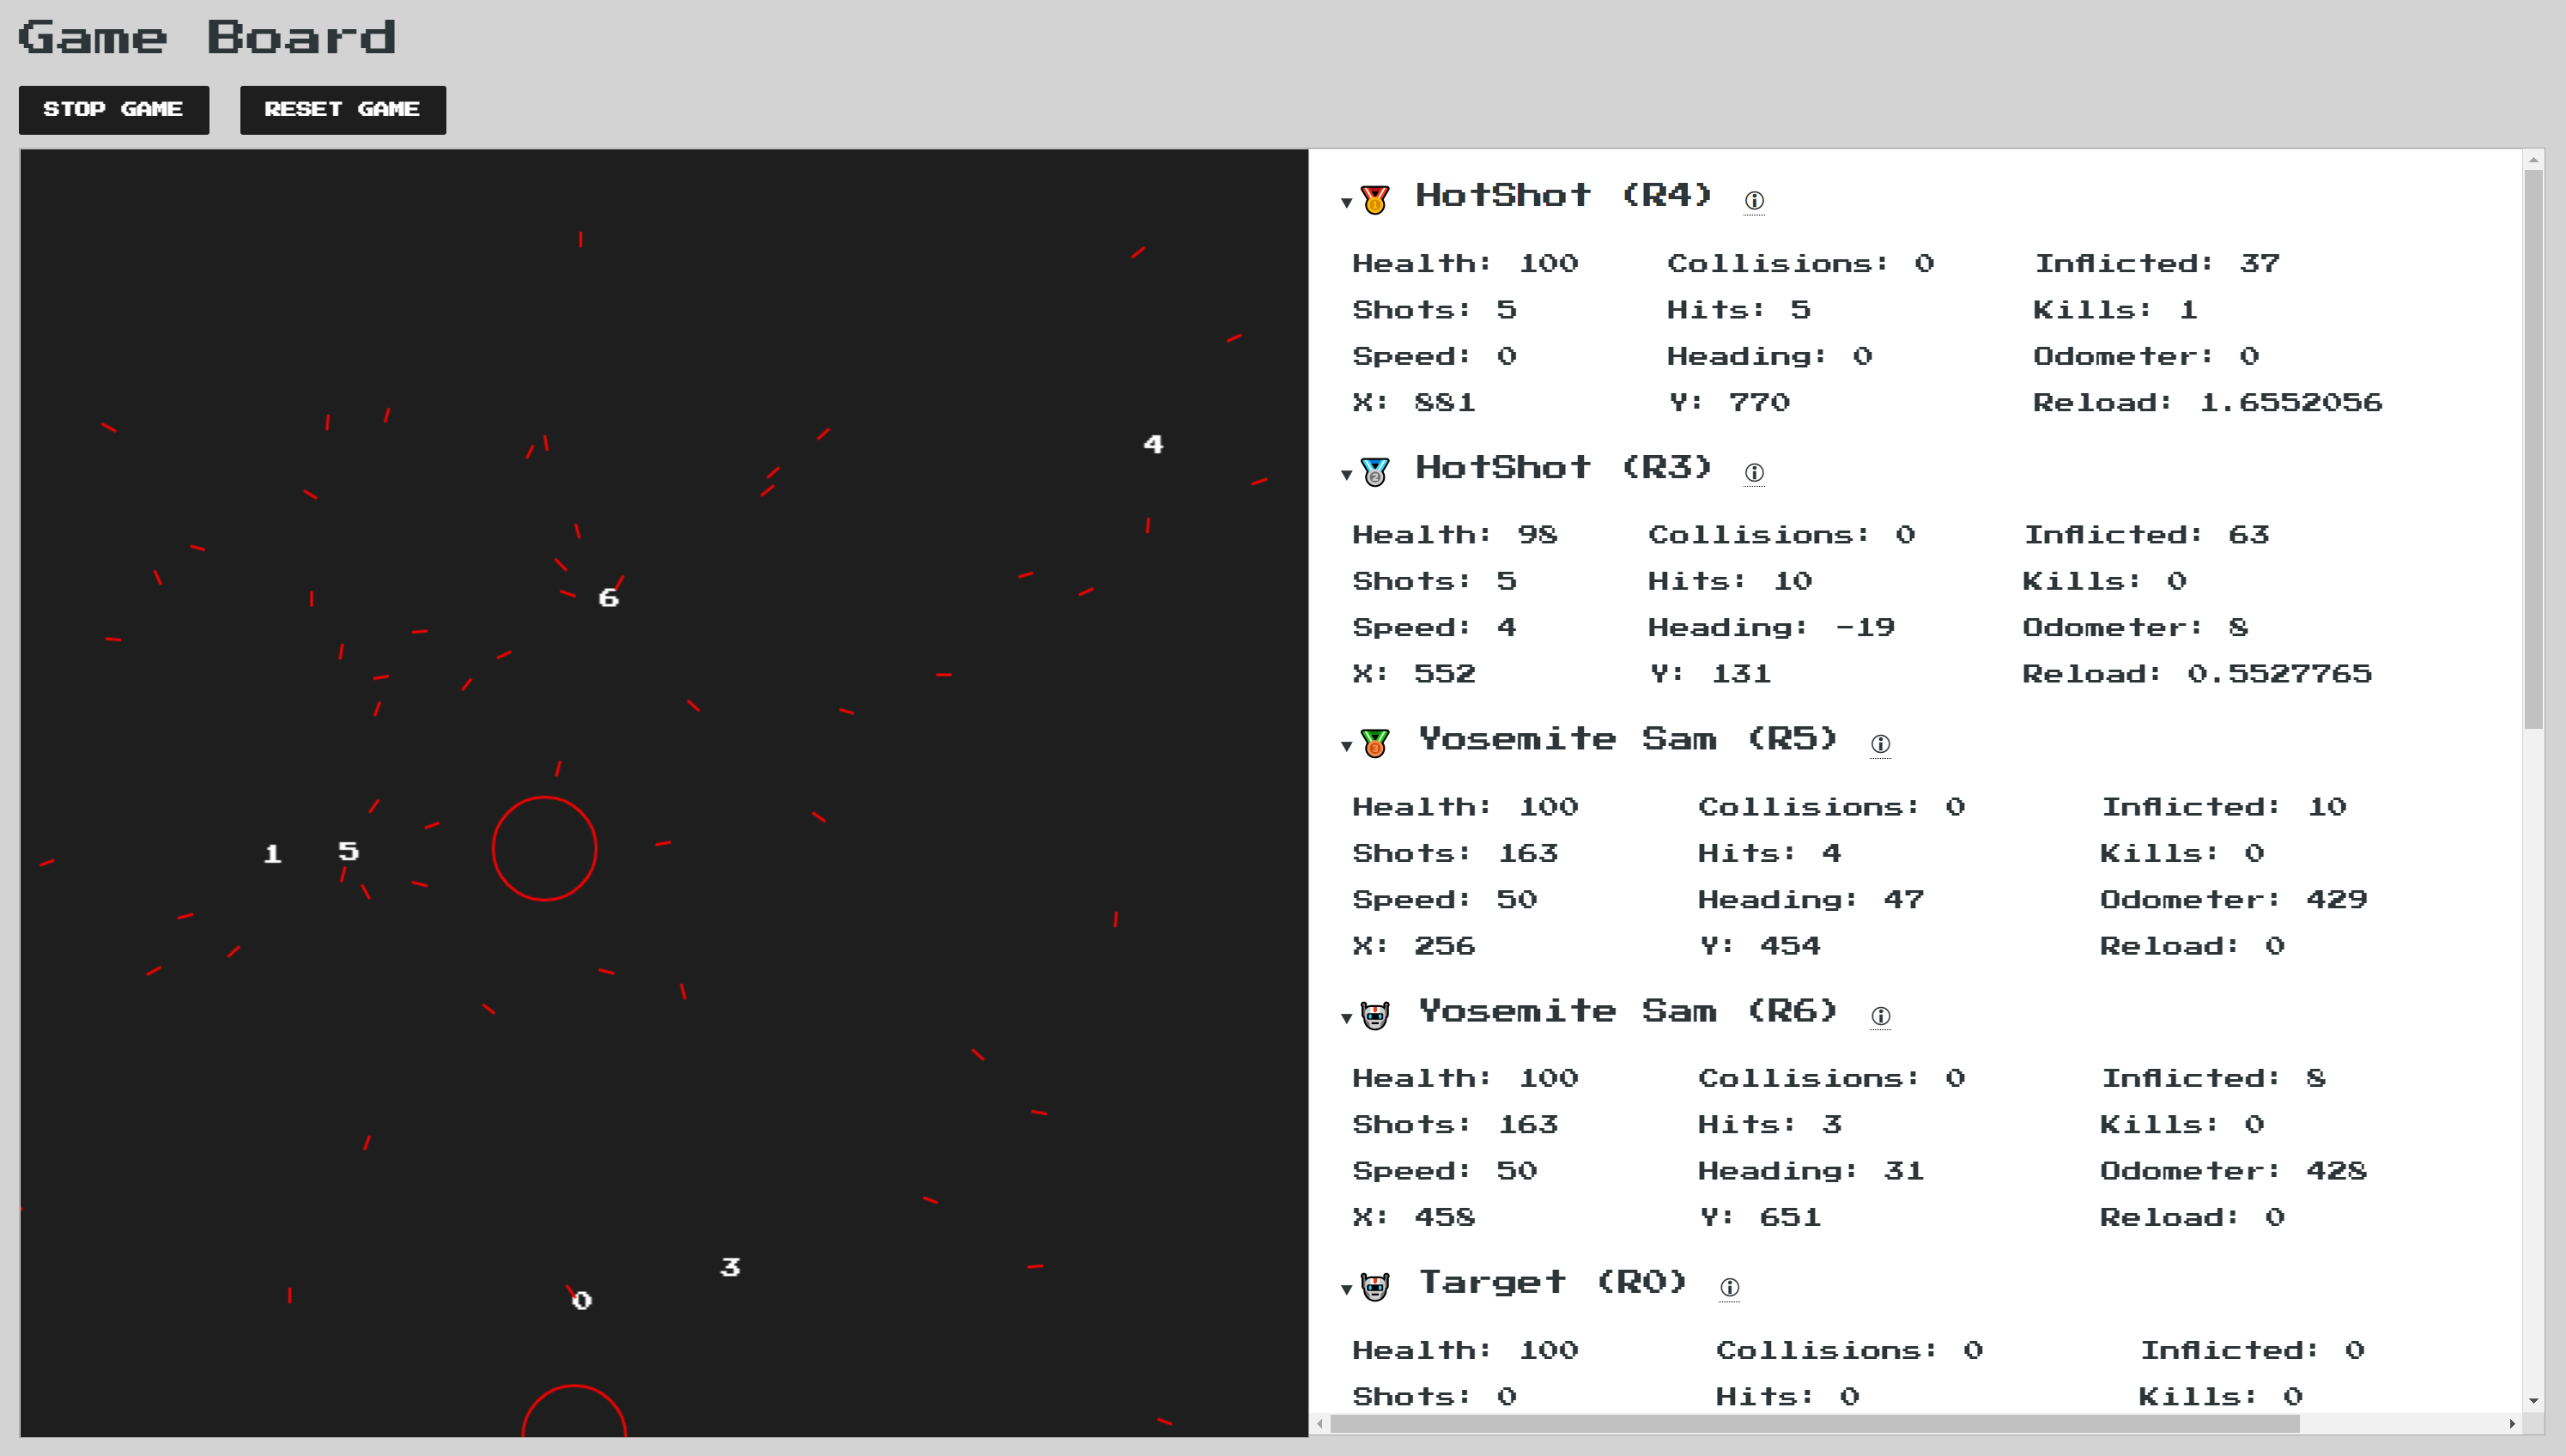 Game Board
STOP GAME RESET GAME
4
6
1 5
3
0
HotShot (R4)
Health: 100 Collisions: 0 Inflicted: 37
Shots: 5 Hits: 5 Kills: 1
Speed: 0 Heading: 0 Odometer: 0
X: 881 Y: 770 Reload: 1.6552056
HotShot (R3)
Health: 98 Collisions: 0 Inflicted: 63
Shots: 5 Hits: 10 Kills: 0
Speed: 4 Heading: -19 Odometer: 8
X: 552 Y: 131 Reload: 0.5527765
Yosemite Sam (R5)
Health: 100 Collisions: 0 Inflicted: 10
Shots: 163 Hits: 4 Kills: 0
Speed: 50 Heading: 47 Odometer: 429
X: 256 Y: 454 Reload: 0
Yosemite Sam (R6)
Health: 100 Collisions: 0 Inflicted: 8
Shots: 163 Hits: 3 Kills: 0
Speed: 50 Heading: 31 Odometer: 428
X: 458 Y: 651 Reload: 0
Target (R0)
Health: 100 Collisions: 0 Inflicted: 0
Shots: 0 Hits: 0 Kills: 0